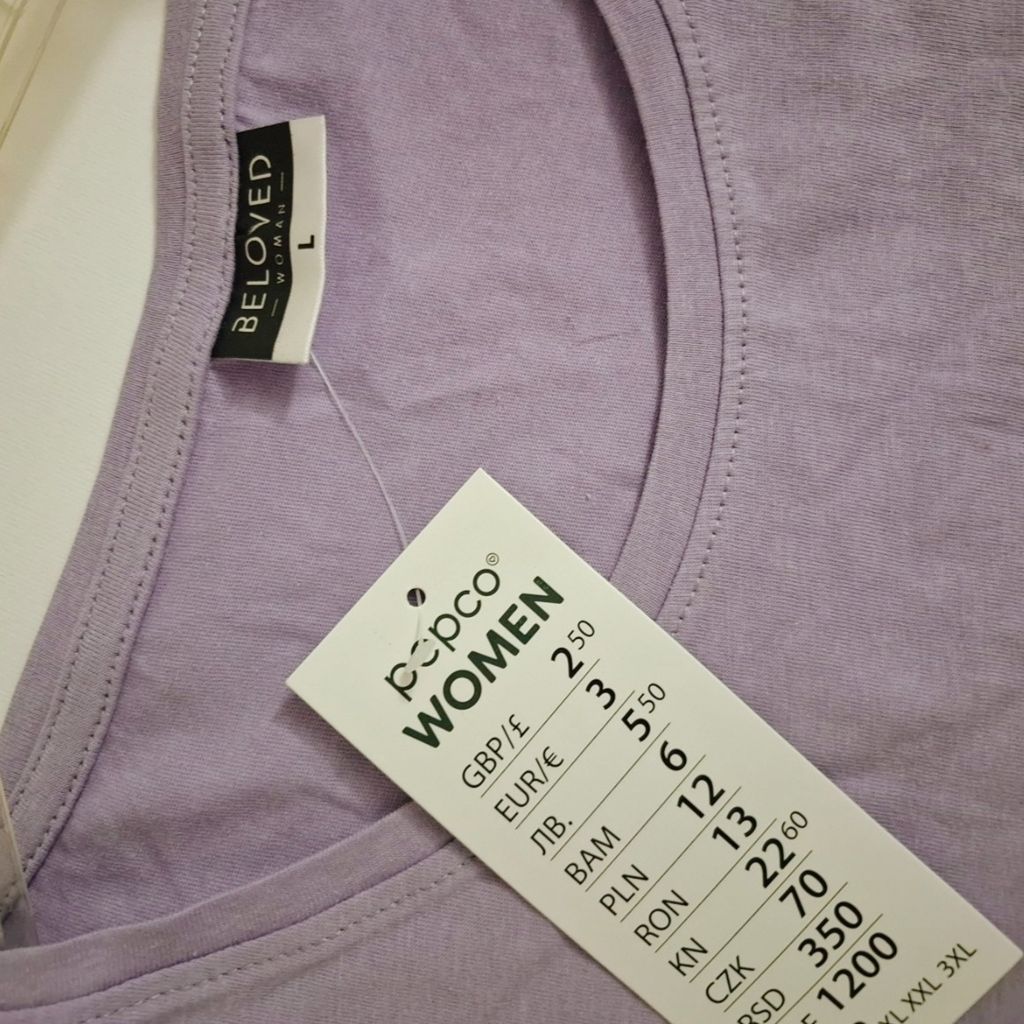 BELOVED
— WOMAN —
L
pepco©
WOMEN
GBP/£ 2 50
EUR/€ 3
ЛВ. 5 50
BAM 6
PLN 12
RON 13
KN 22 60
CZK 70
RSD 350
1200
XXL 3XL